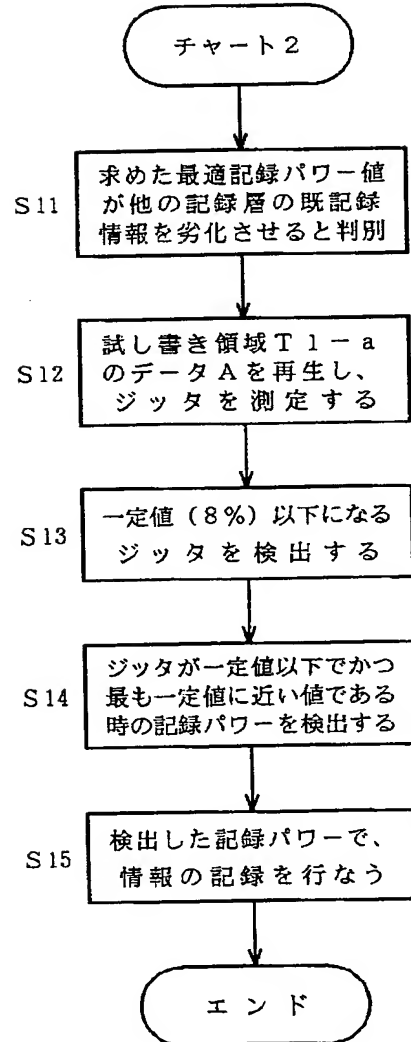 チャート2
S11
求めた最適記録パワー値
が他の記録層の既記録
情報を劣化させると判別
S12
試し書き領域T1-a
のデータAを再生し、
ジッタを測定する
S13
一定値(8%)以下になる
ジッタを検出する
S14
ジッタが一定値以下でかつ
最も一定値に近い値である
時の記録パワーを検出する
S15
検出した記録パワーで、
情報の記録を行なう
エンド